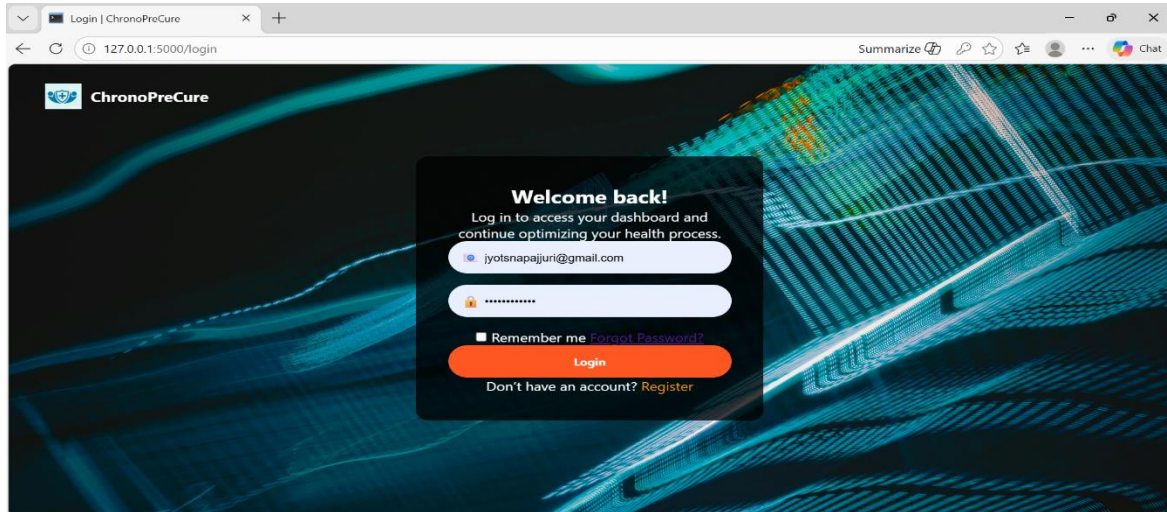 Login | ChronoPreCure
127.0.0.1:5000/login
Summarize
Chat
ChronoPreCure
Welcome back!
Log in to access your dashboard and
continue optimizing your health process.
jyotsnapajjuri@gmail.com
••••••••••••
Remember me Forgot Password?
Login
Don’t have an account? Register